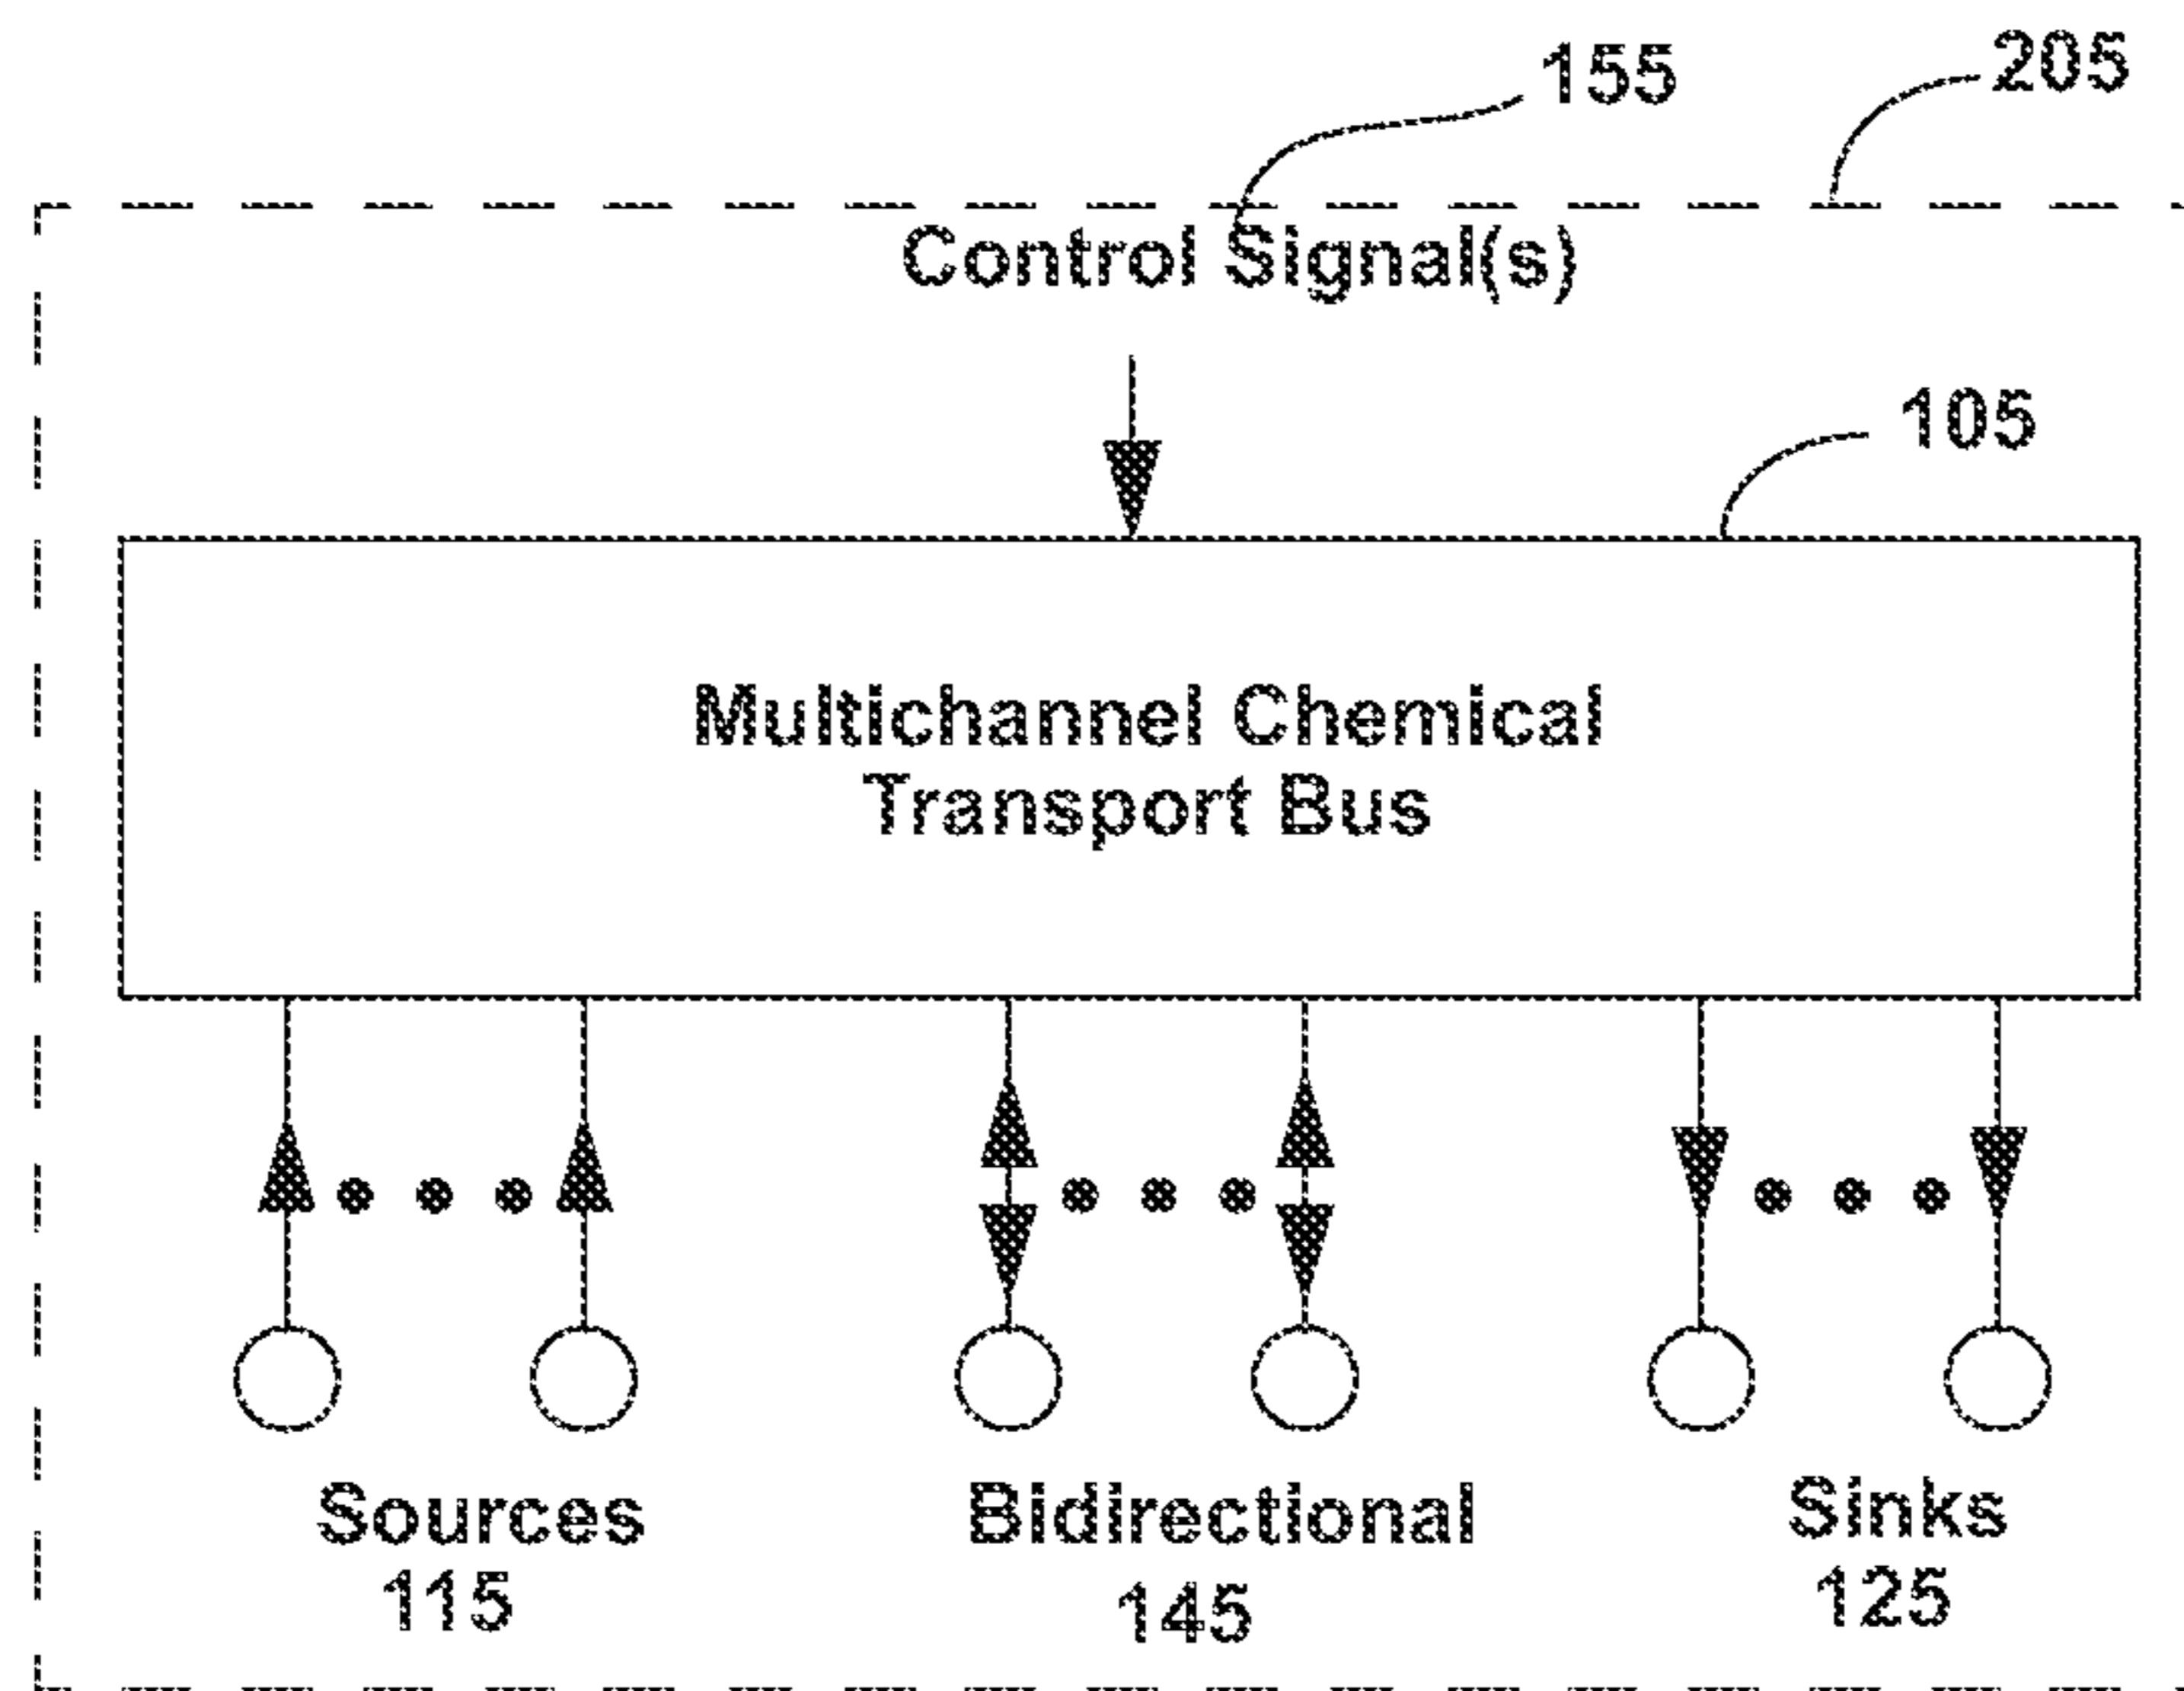 155
205
Control Signal(s)
105
Multichannel Chemical
Transport Bus
Sources
115
Bidirectional
145
Sinks
125